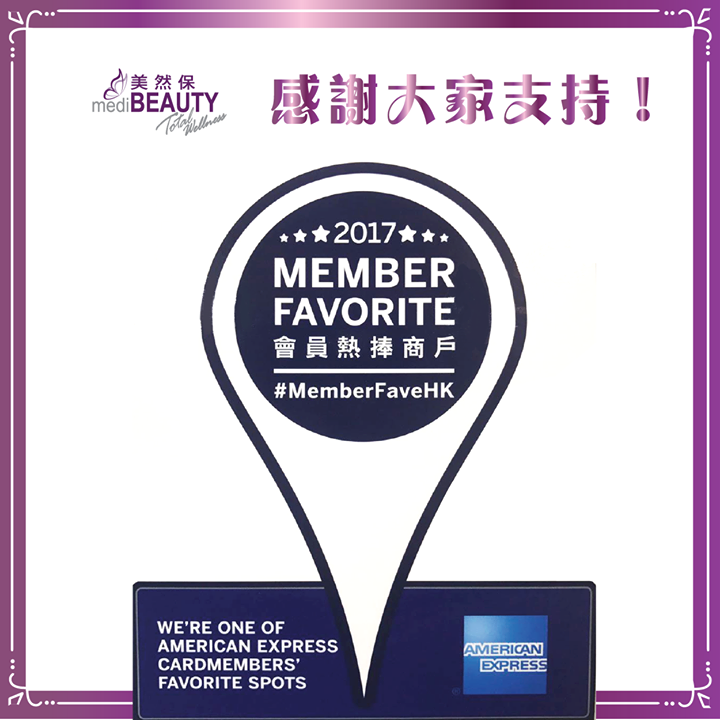 美然保
mediBEAUTY
Total Wellness
感謝大家支持！
★★★2017★★★
MEMBER
FAVORITE
會員熱捧商戶
#MemberFaveHK
WE'RE ONE OF
AMERICAN EXPRESS
CARDMEMBERS'
FAVORITE SPOTS
AMERICAN
EXPRESS